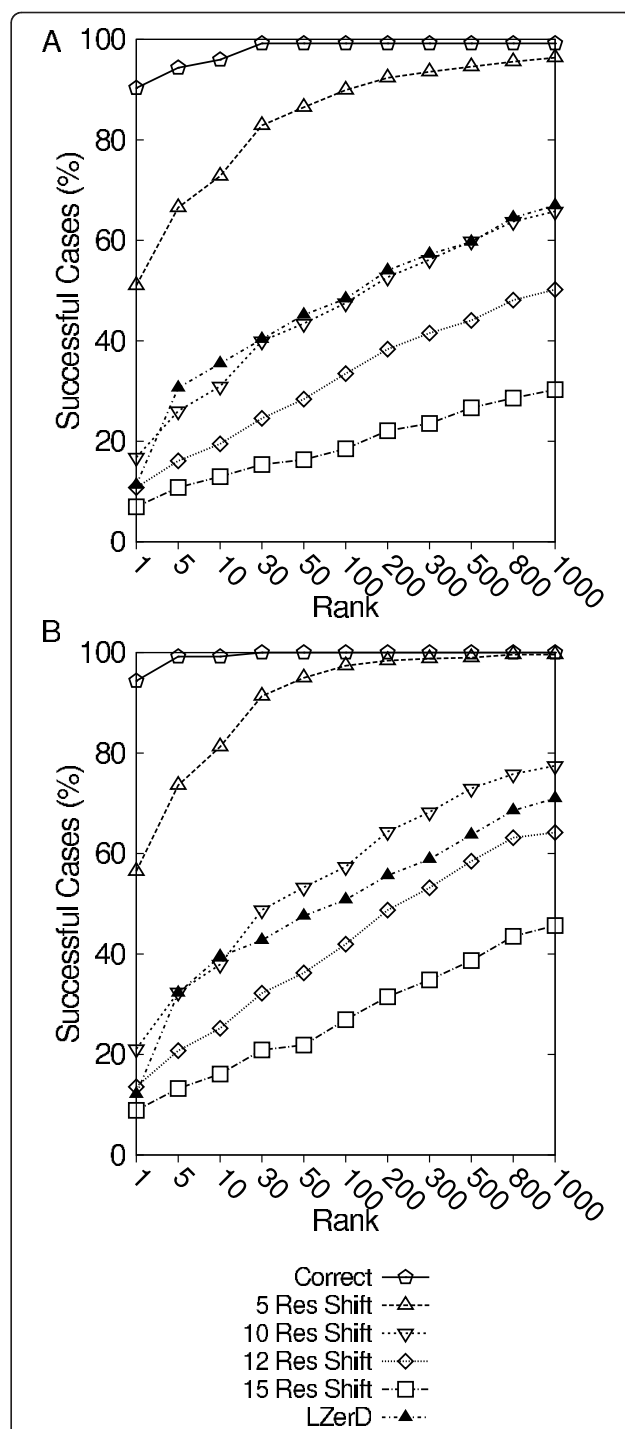 A
Successful Cases (%)
100
80
60
40
20
0
1 5 10 30 50 100 200 300 500 800 1000
Rank
B
Successful Cases (%)
100
80
60
40
20
0
1 5 10 30 50 100 200 300 500 800 1000
Rank
Correct
5 Res Shift
10 Res Shift
12 Res Shift
15 Res Shift
LZerD